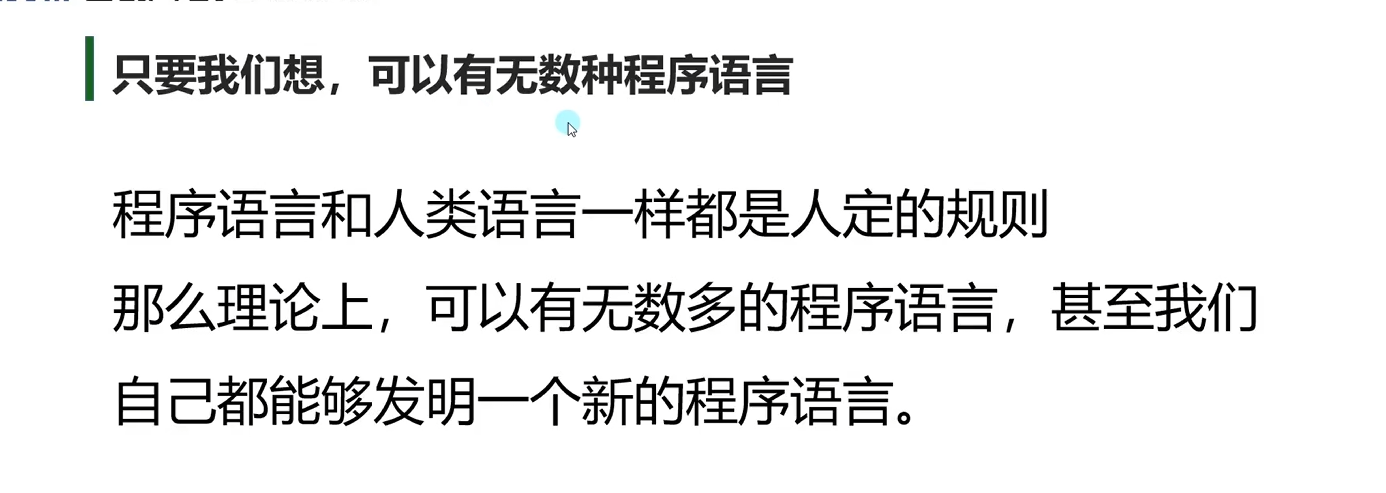 只要我们想，可以有无数种程序语言
程序语言和人类语言一样都是人定的规则
那么理论上，可以有无数多的程序语言，甚至我们
自己都能够发明一个新的程序语言。